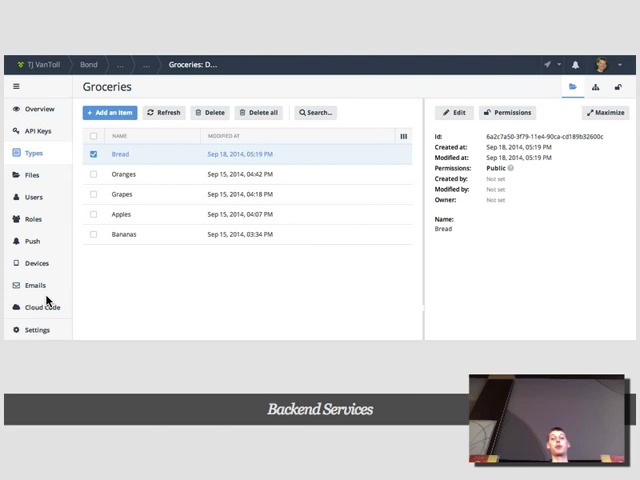 TJ VanToll Bond ... ... Groceries: D...
Groceries
Overview
API Keys
Types
Files
Users
Roles
Push
Devices
Emails
Cloud Code
Settings
+ Add an item Refresh Delete Delete all Search...
NAME MODIFIED AT
Bread Sep 18, 2014, 05:19 PM
Oranges Sep 15, 2014, 04:42 PM
Grapes Sep 15, 2014, 04:18 PM
Apples Sep 15, 2014, 04:07 PM
Bananas Sep 15, 2014, 03:34 PM
Edit Permissions Maximize
Id: 6a2c7a50-3f79-11e4-90ca-cd189b32600c
Created at: Sep 18, 2014, 05:19 PM
Modified at: Sep 18, 2014, 05:19 PM
Permissions: Public
Created by: Not set
Modified by: Not set
Owner: Not set
Name:
Bread
Backend Services